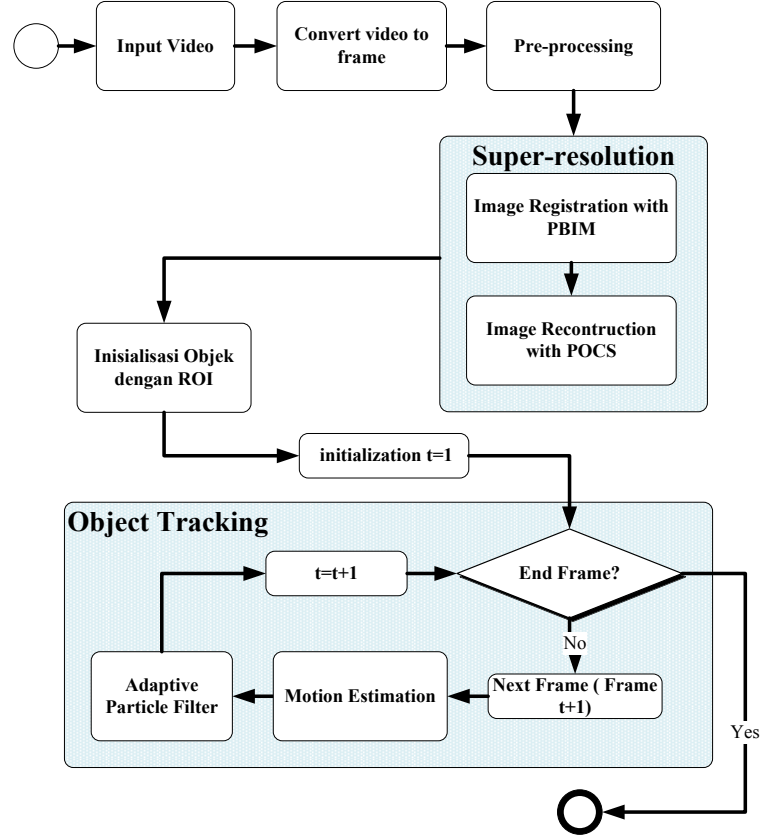 Input Video
Convert video to
frame
Pre-processing
Super-resolution
Image Registration with
PBIM
Image Recontruction
with POCS
Inisialisasi Objek
dengan ROI
initialization t=1
Object Tracking
t=t+1
End Frame?
No
Adaptive
Particle Filter
Motion Estimation
Next Frame ( Frame
t+1)
Yes